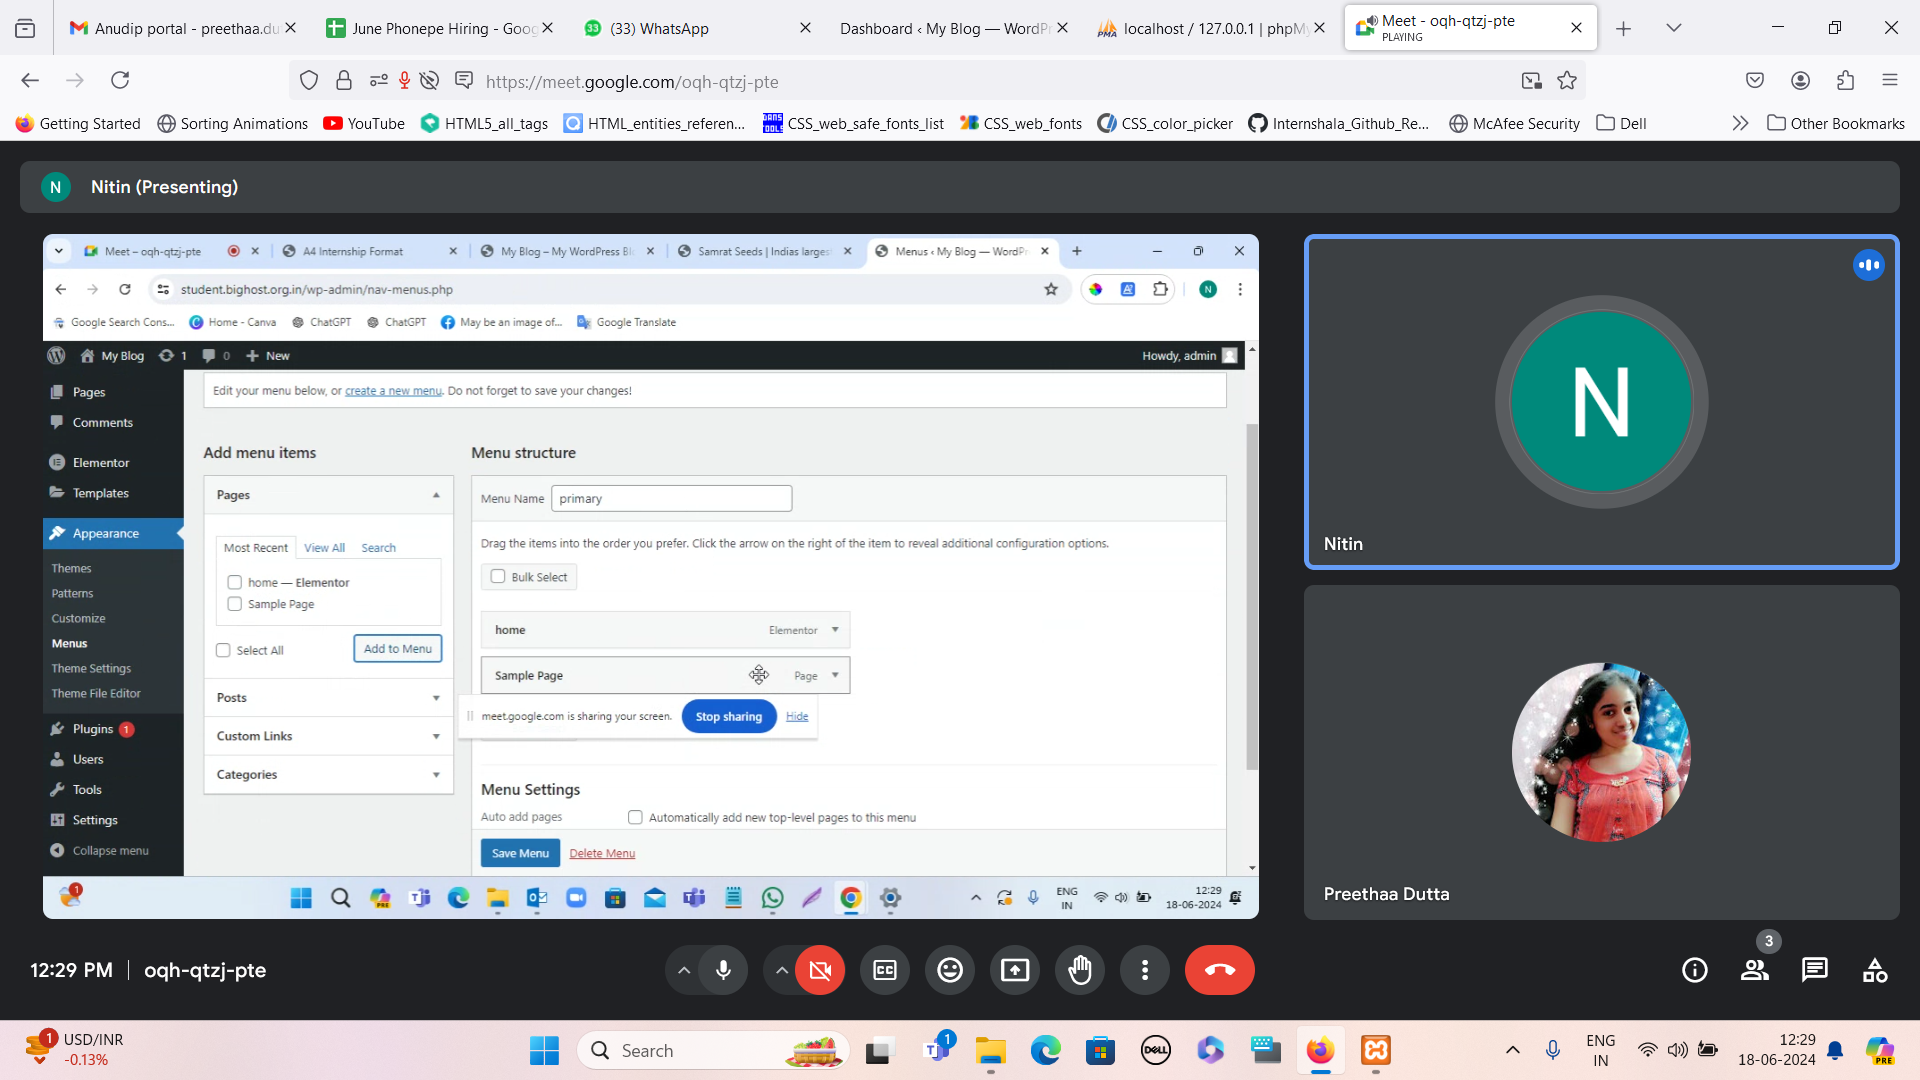 Anudip portal - preethaa.du
June Phonepe Hiring - Goog
33
(33) WhatsApp
Dashboard ‹ My Blog — WordPr
localhost / 127.0.0.1 | phpMy
Meet - oqh-qtzj-pte
PLAYING
https://meet.google.com/oqh-qtzj-pte
Getting Started
Sorting Animations
YouTube
HTML5_all_tags
HTML_entities_referen...
CSS_web_safe_fonts_list
CSS_web_fonts
CSS_color_picker
Internshala_Github_Re...
McAfee Security
Dell
Other Bookmarks
N
Nitin (Presenting)
Meet – oqh-qtzj-pte
A4 Internship Format
My Blog – My WordPress Bl
Samrat Seeds | Indias largest
Menus ‹ My Blog — WordPr
student.bighost.org.in/wp-admin/nav-menus.php
N
Google Search Cons...
Home - Canva
ChatGPT
ChatGPT
May be an image of...
Google Translate
My Blog
1
0
New
Howdy, admin
Pages
Comments
Elementor
Templates
Appearance
Themes
Patterns
Customize
Menus
Theme Settings
Theme File Editor
Plugins 1
Users
Tools
Settings
Collapse menu
Edit your menu below, or create a new menu. Do not forget to save your changes!
Add menu items
Pages
Most Recent
View All
Search
home — Elementor
Sample Page
Select All
Add to Menu
Posts
Custom Links
Categories
Menu structure
Menu Name
primary
Drag the items into the order you prefer. Click the arrow on the right of the item to reveal additional configuration options.
Bulk Select
home
Elementor
Sample Page
Page
meet.google.com is sharing your screen.
Stop sharing
Hide
Menu Settings
Auto add pages
Automatically add new top-level pages to this menu
Save Menu
Delete Menu
1
PRE
ENG
IN
12:29
18-06-2024
N
Nitin
Preethaa Dutta
12:29 PM
oqh-qtzj-pte
3
1
USD/INR
-0.13%
Search
1
DELL
ENG
IN
12:29
18-06-2024
PRE